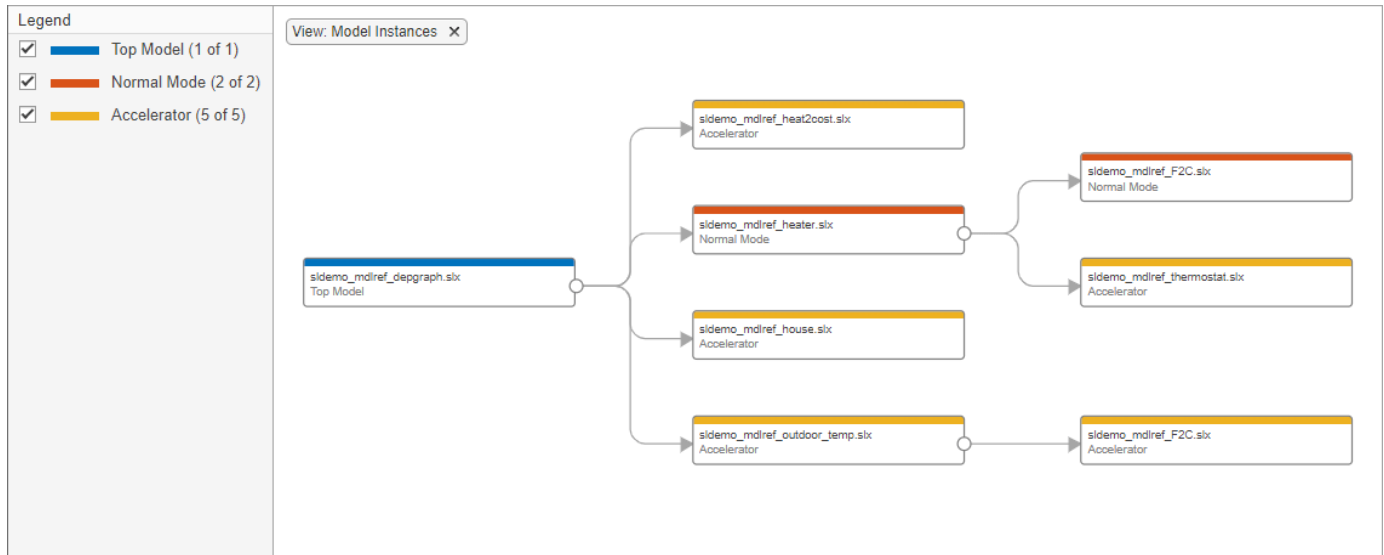 Legend
Top Model (1 of 1)
Normal Mode (2 of 2)
Accelerator (5 of 5)
View: Model Instances
sldemo_mdlref_depgraph.slx
Top Model
sldemo_mdlref_heat2cost.slx
Accelerator
sldemo_mdlref_heater.slx
Normal Mode
sldemo_mdlref_house.slx
Accelerator
sldemo_mdlref_outdoor_temp.slx
Accelerator
sldemo_mdlref_F2C.slx
Normal Mode
sldemo_mdlref_thermostat.slx
Accelerator
sldemo_mdlref_F2C.slx
Accelerator